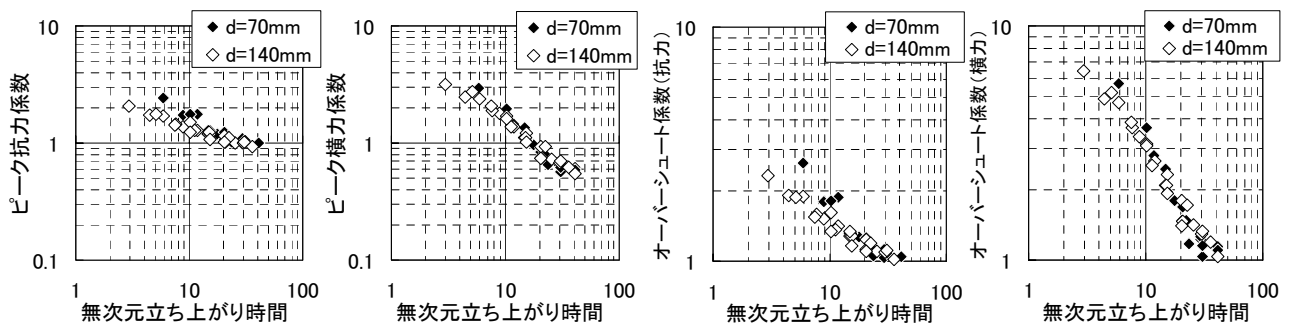 10
1
0.1
ピーク抗力係数
d=70mm
d=140mm
1
10
100
無次元立ち上がり時間
10
1
0.1
ピーク横力係数
d=70mm
d=140mm
1
10
100
無次元立ち上がり時間
10
1
オーバーシュート係数(抗力)
d=70mm
d=140mm
1
10
100
無次元立ち上がり時間
10
1
オーバーシュート係数(横力)
d=70mm
d=140mm
1
10
100
無次元立ち上がり時間